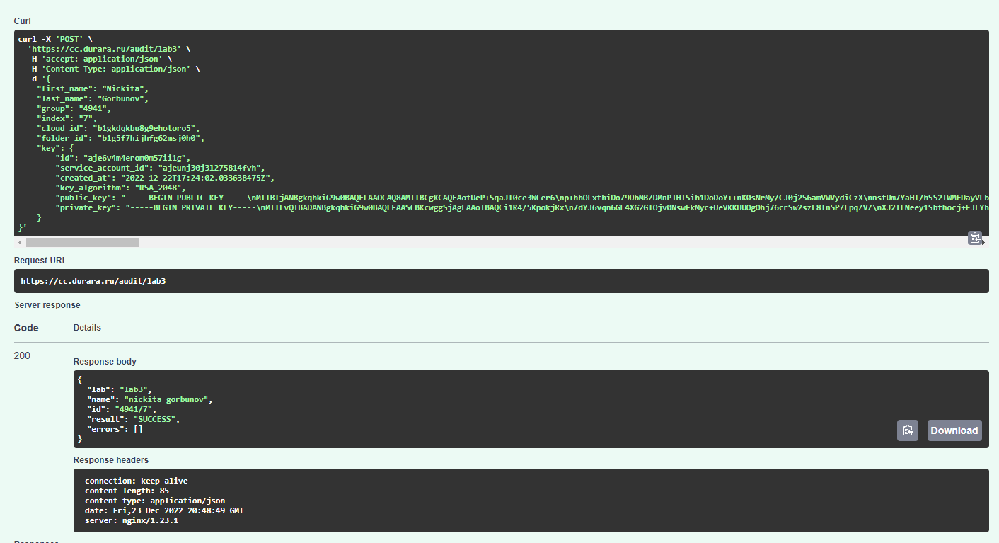 Curl
curl -X 'POST' \
'https://cc.durara.ru/audit/lab3' \
-H 'accept: application/json' \
-H 'Content-Type: application/json' \
-d '{
"first_name": "Nickita",
"last_name": "Gorbunov",
"group": "4941",
"index": "7",
"cloud_id": "b1gkdqkbu8g9ehotoro5",
"folder_id": "b1g5f7hijhfg62msj0h0",
"key": {
"id": "aje6v4m4erom0m57ii1g",
"service_account_id": "ajeunj30j3l275814fvh",
"created_at": "2022-12-22T17:24:02.033638475Z",
"key_algorithm": "RSA_2048",
"public_key": "-----BEGIN PUBLIC KEY-----\nMIIBIjANBgkqhkiG9w0BAQEFAAOCAQ8AMIIBCgKCAQEAotUeP+SqaJI0ce3WCer6\np+hhOFxthiDo79DbMBZDMnPlHlSih1DoDoY++nK0sNrMy/CJ0j2S6amVWVydiCzX\nnstUm7YaHI/hSS2IWMEDayVFb
"private_key": "-----BEGIN PRIVATE KEY-----\nMIIEvQIBADANBgkqhkiG9w0BAQEFAASCBKcwggSjAgEAAoIBAQCi1R4/5KpokjRx\n7dYJ6vqn6GE4XG2GIOjv0NswFkMyc+UeVKKHUOgOhj76crSw2szL8InSPZLpqZVZ\nXJ2ILNeey1Sbthocj+FJLYh
}
}'
Request URL
https://cc.durara.ru/audit/lab3
Server response
Code Details
200
Response body
{
"lab": "lab3",
"name": "nickita gorbunov",
"id": "4941/7",
"result": "SUCCESS",
"errors": []
}
Download
Response headers
connection: keep-alive
content-length: 85
content-type: application/json
date: Fri,23 Dec 2022 20:48:49 GMT
server: nginx/1.23.1
Responses